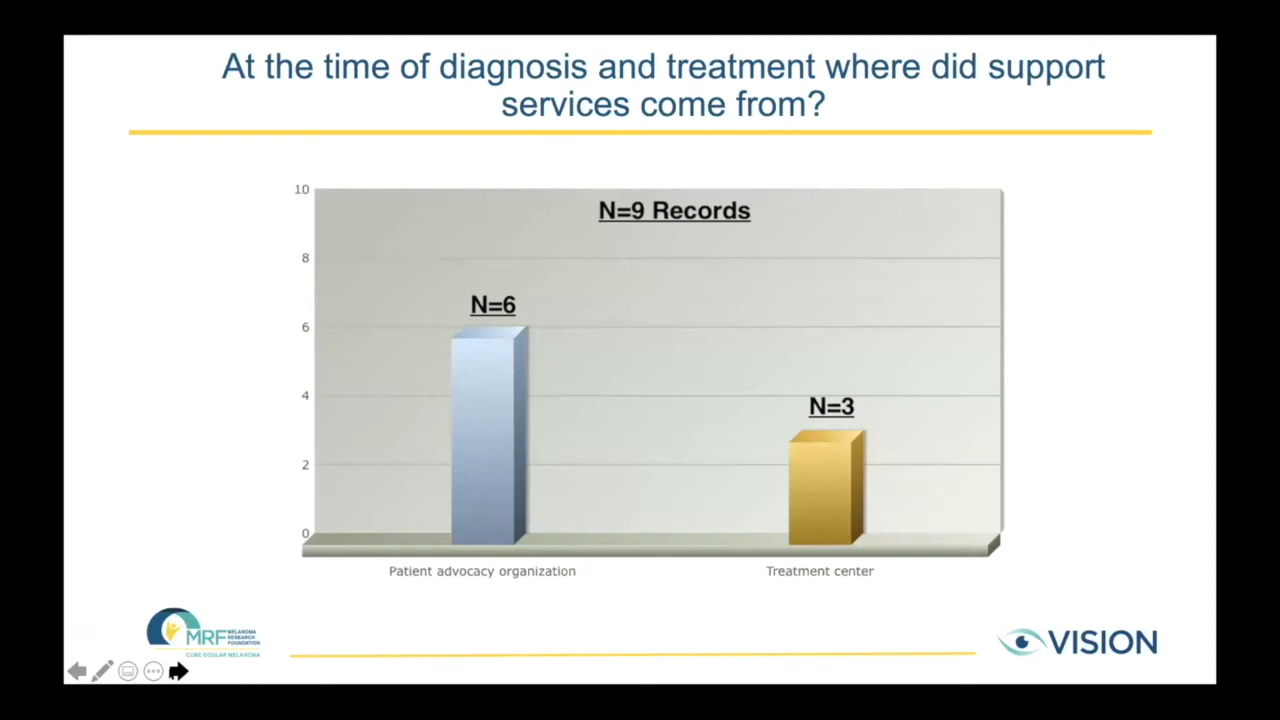 At the time of diagnosis and treatment where did support
services come from?
10
N=9 Records
8
N=6
6
4
N=3
2
0
Patient advocacy organization
Treatment center
MRF MELANOMA
RESEARCH
FOUNDATION
CURE OCULAR MELANOMA
VISION